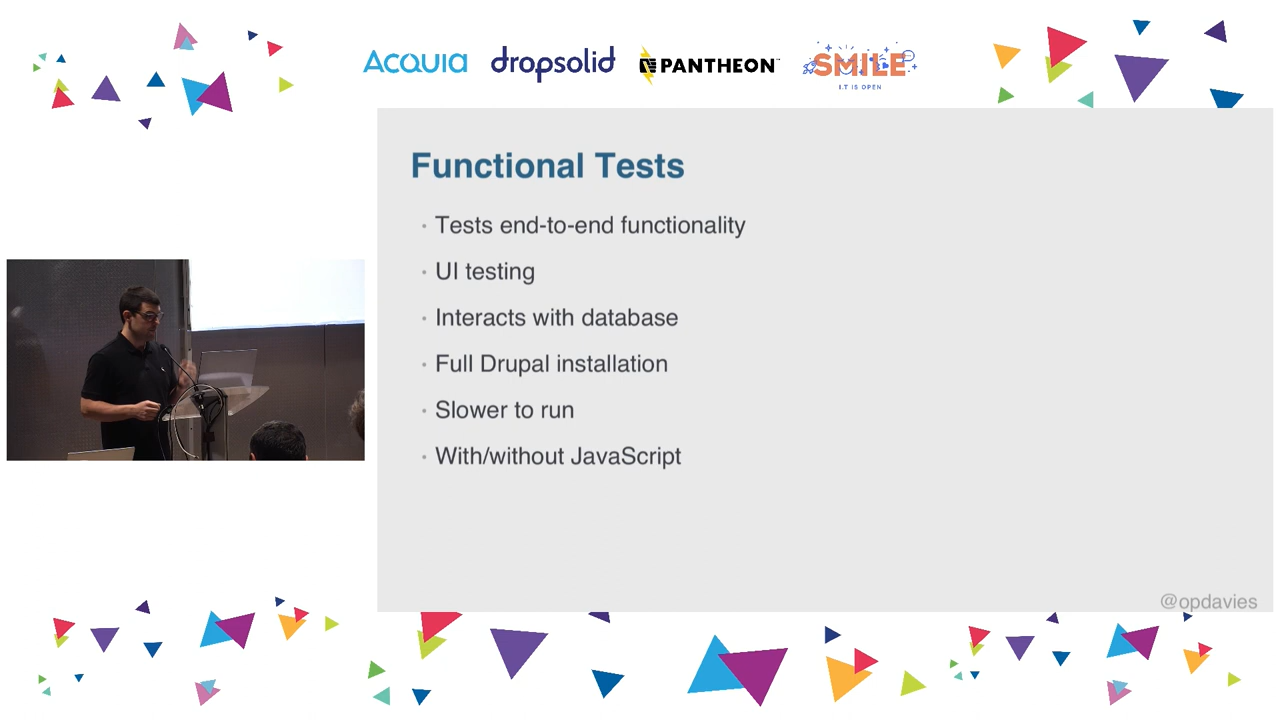 ACQUIA dropsolid PANTHEON SMILE
I.T IS OPEN
Functional Tests
· Tests end-to-end functionality
· UI testing
· Interacts with database
· Full Drupal installation
· Slower to run
· With/without JavaScript
@opdavies